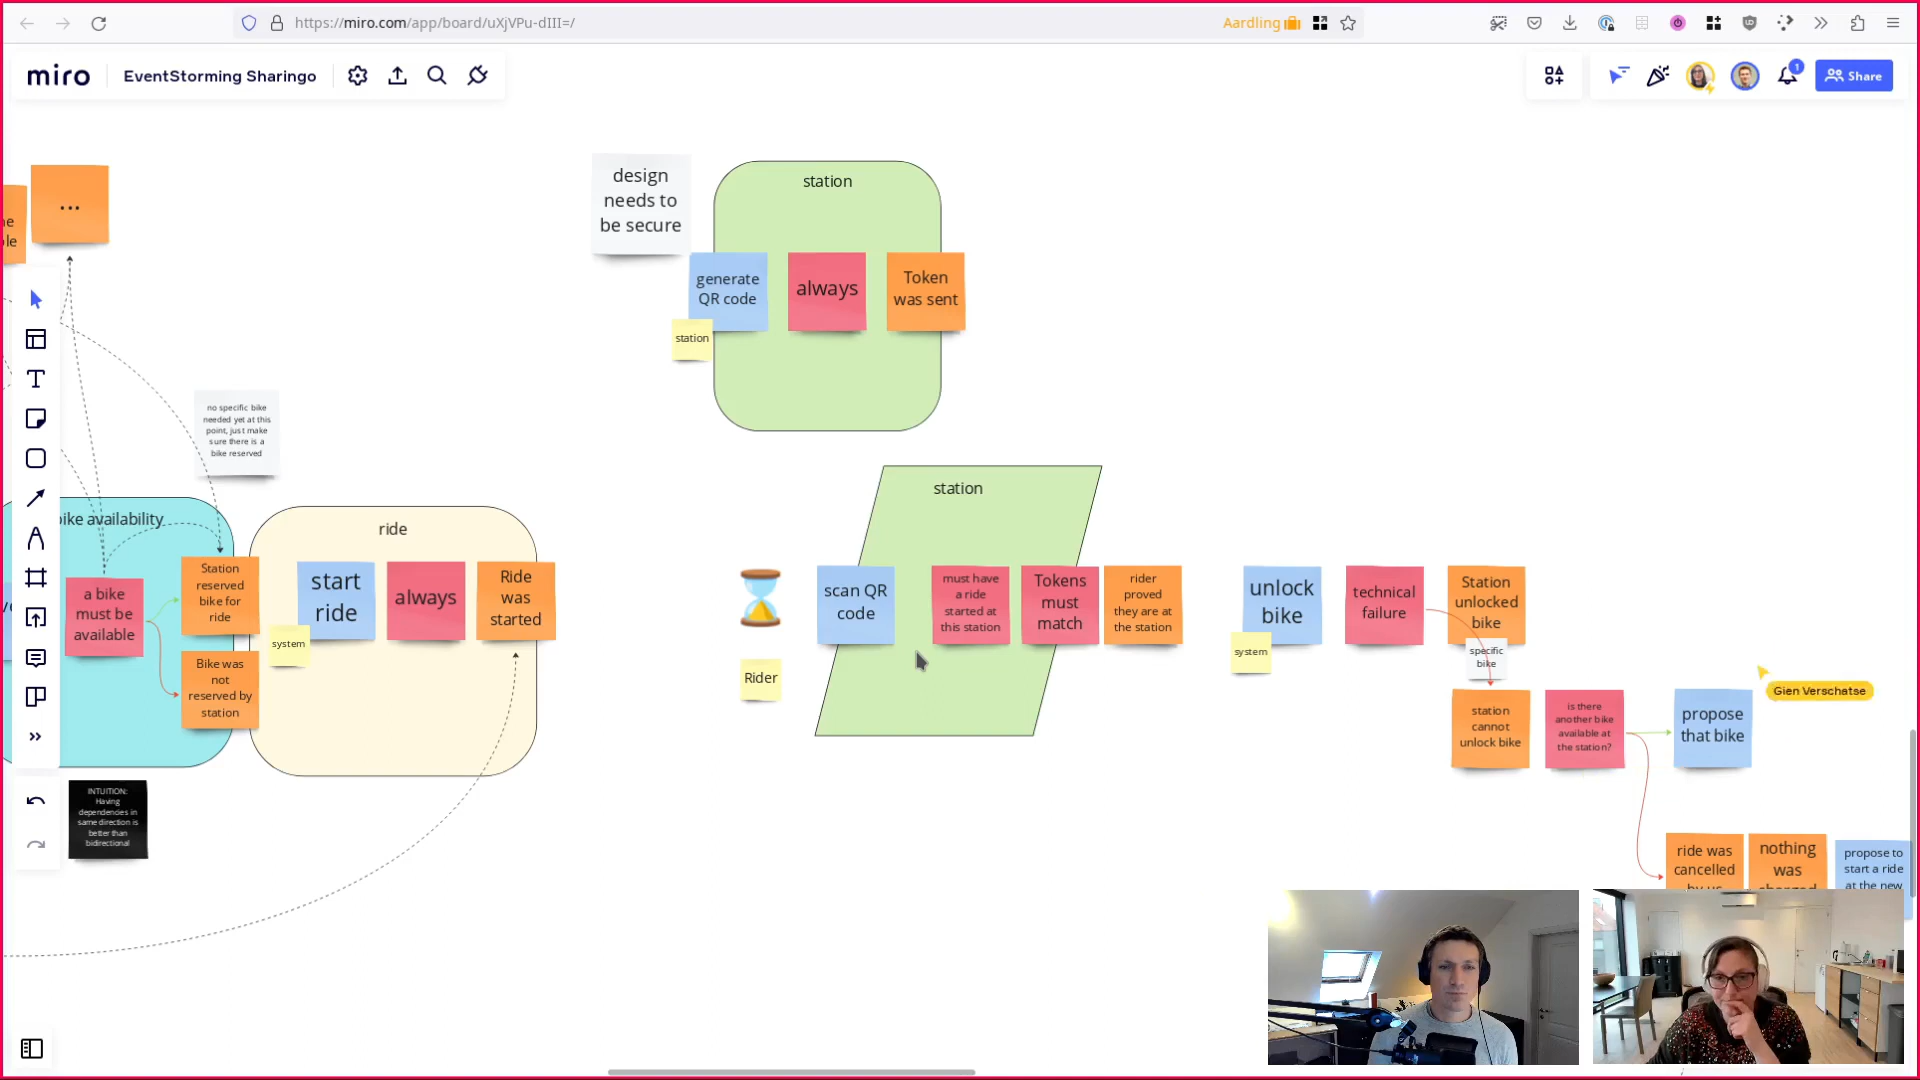 https://miro.com/app/board/uXjVPu-dIII=/
Aardling
miro
EventStorming Sharingo
1
Share
...
design
needs to
be secure
station
generate
QR code
always
Token
was sent
station
no specific bike
needed yet at this
point, just make
sure there is a
bike reserved
bike availability
a bike
must be
available
Station
reserved
bike for
ride
Bike was
not
reserved by
station
ride
start
ride
system
always
Ride
was
started
INTUITION:
Having
dependencies in
same direction is
better than
bidirectional
Rider
station
scan QR
code
must have
a ride
started at
this station
Tokens
must
match
rider
proved
they are at
the station
unlock
bike
system
technical
failure
Station
unlocked
bike
specific
bike
station
cannot
unlock bike
is there
another bike
available at
the station?
propose
that bike
Gien Verschatse
ride was
cancelled
by us
nothing
was
charged
propose to
start a ride
at the new